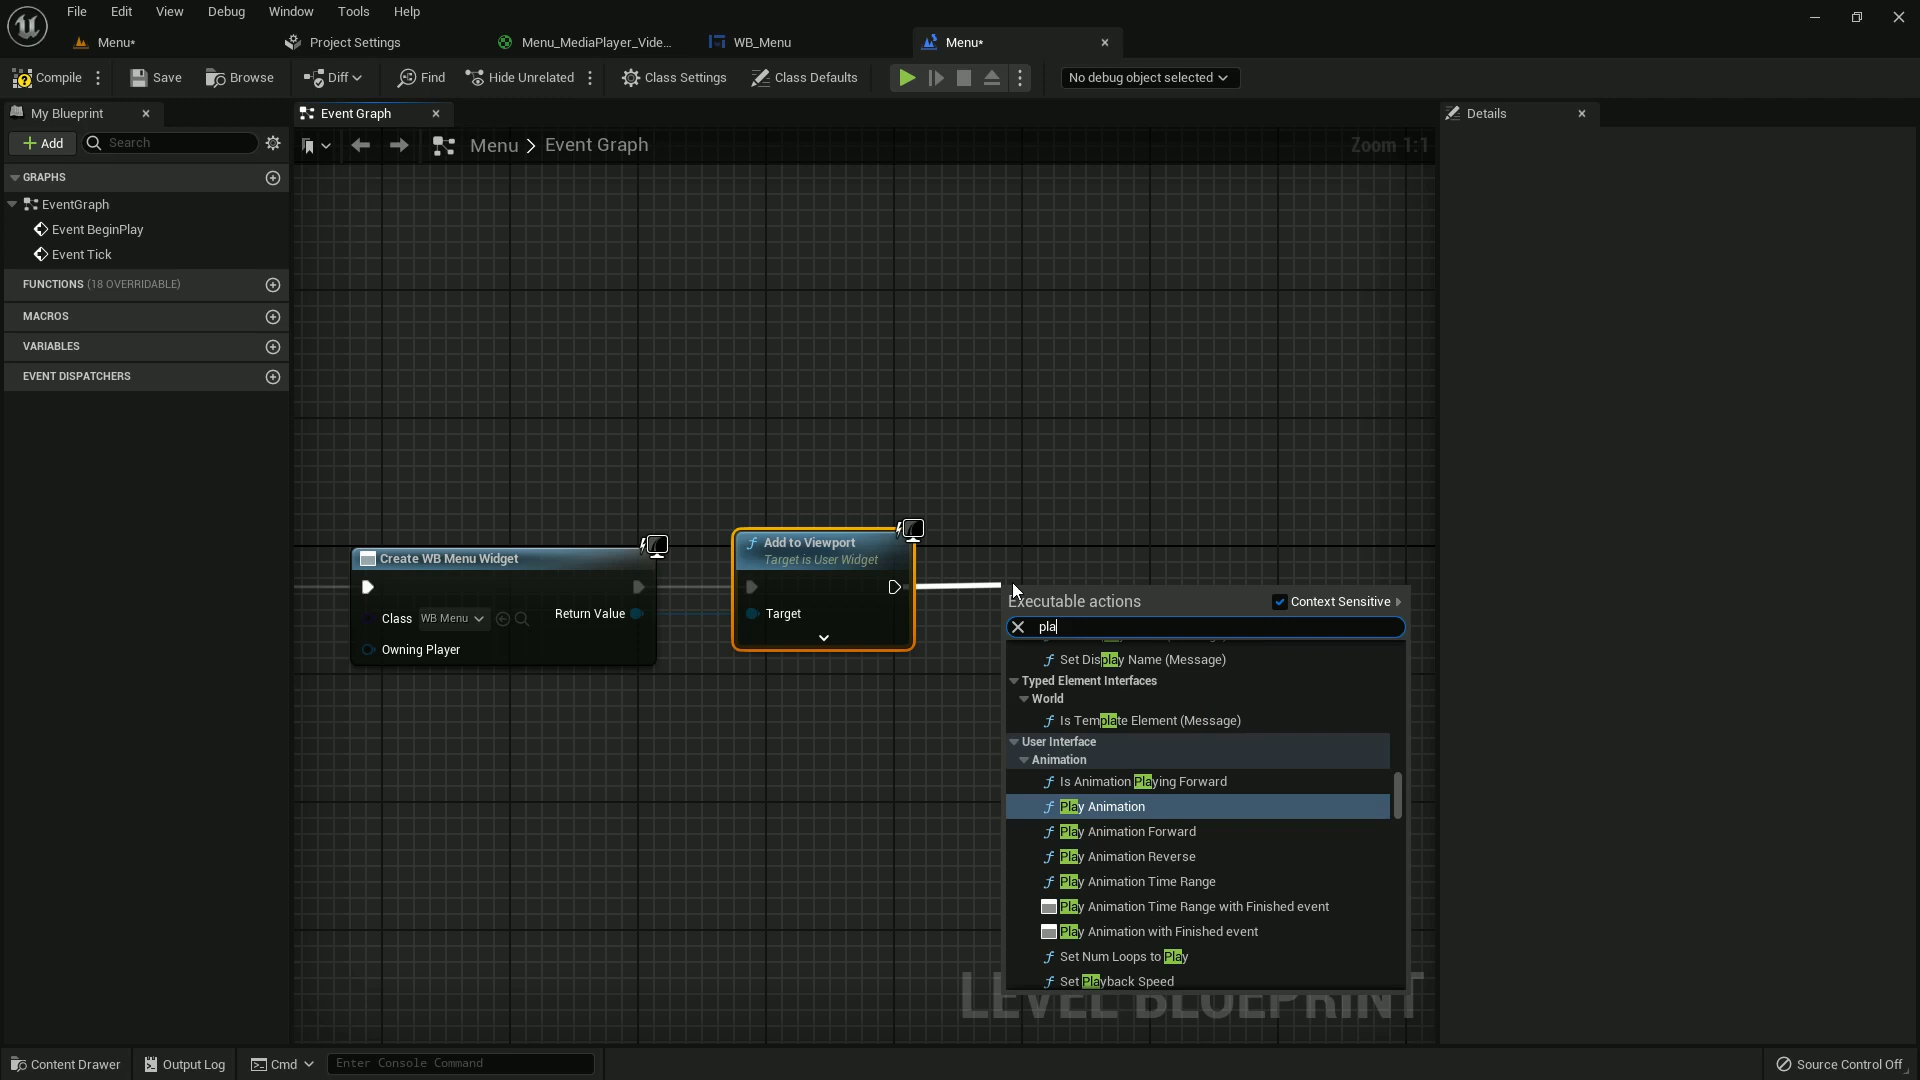 File Edit View Debug Window Tools Help
Menu* Project Settings Menu_MediaPlayer_Vide... WB_Menu Menu*
Compile Save Browse Diff Find Hide Unrelated Class Settings Class Defaults No debug object selected
My Blueprint Event Graph Details
Add Search Menu > Event Graph Zoom 1:1
GRAPHS
EventGraph
Event BeginPlay
Event Tick
FUNCTIONS (18 OVERRIDABLE)
MACROS
VARIABLES
EVENT DISPATCHERS
Create WB Menu Widget
Class WB Menu Return Value
Owning Player
Add to Viewport
Target is User Widget
Target
Executable actions Context Sensitive
pla
Set Display Name (Message)
Typed Element Interfaces
World
Is Template Element (Message)
User Interface
Animation
Is Animation Playing Forward
Play Animation
Play Animation Forward
Play Animation Reverse
Play Animation Time Range
Play Animation Time Range with Finished event
Play Animation with Finished event
Set Num Loops to Play
Set Playback Speed
LEVEL BLUEPRINT
Content Drawer Output Log Cmd Enter Console Command Source Control Off